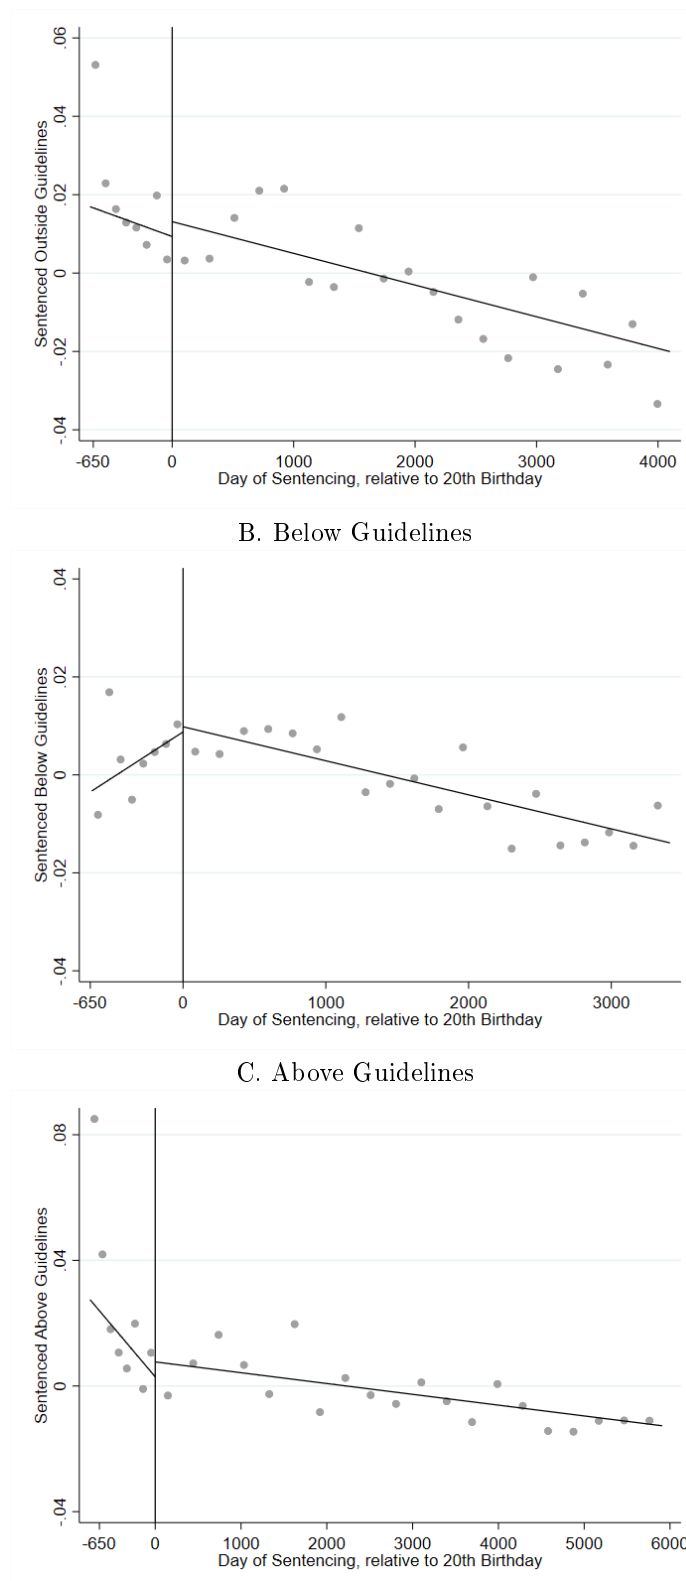 .06
.04
.02
0
-.02
-.04
Sentenced Outside Guidelines
-650 0 1000 2000 3000 4000
Day of Sentencing, relative to 20th Birthday
B. Below Guidelines
.04
.02
0
-.02
-.04
Sentenced Below Guidelines
-650 0 1000 2000 3000
Day of Sentencing, relative to 20th Birthday
C. Above Guidelines
.08
.04
0
-.04
Sentenced Above Guidelines
-650 0 1000 2000 3000 4000 5000 6000
Day of Sentencing, relative to 20th Birthday